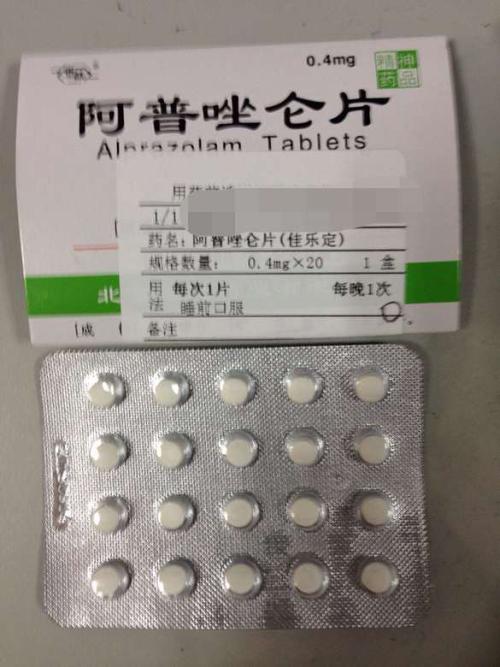 0.4mg
精神
药品
阿普唑仑片
Alprazolam Tablets
1/1
药名：阿普唑仑片(佳乐定)
规格数量： 0.4mg×20 1 盒
用法 每次1片 每晚1次
睡前口服
备注
北
[成